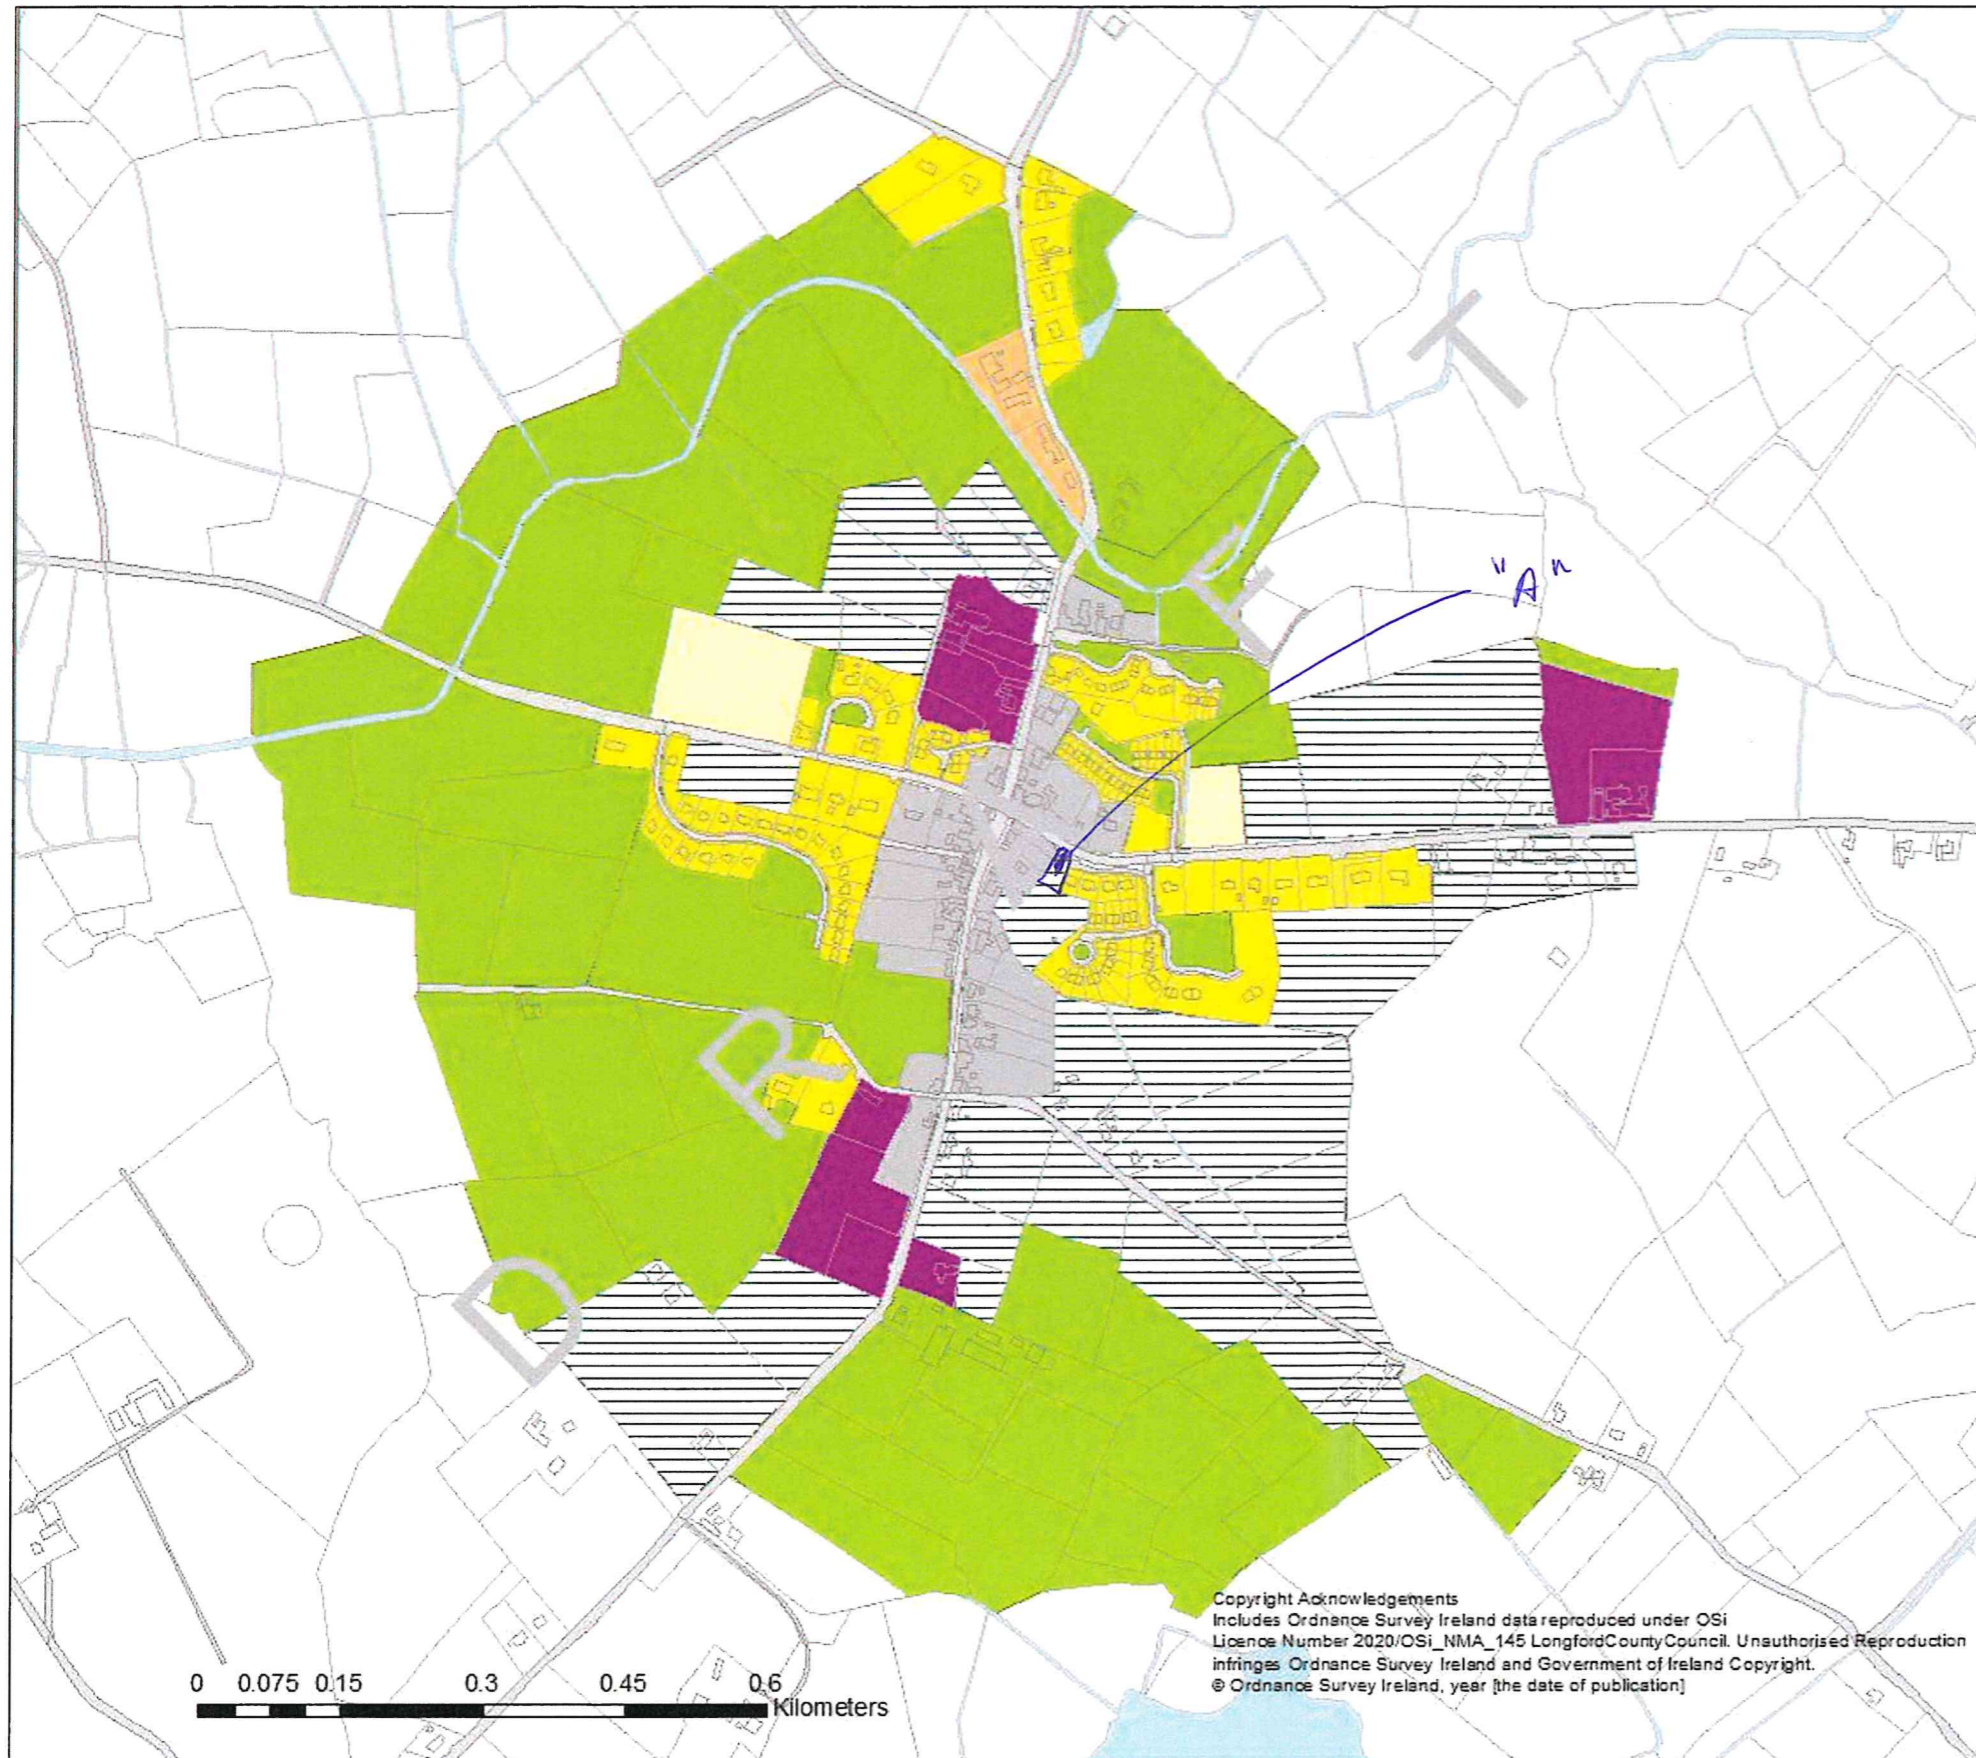 "A"
D R A F T
Copyright Acknowledgements
Includes Ordnance Survey Ireland data reproduced under OSi
Licence Number 2020/OSi_NMA_145 LongfordCountyCouncil. Unauthorised Reproduction
infringes Ordnance Survey Ireland and Government of Ireland Copyright.
© Ordnance Survey Ireland, year [the date of publication]
0 0.075 0.15 0.3 0.45 0.6
Kilometers